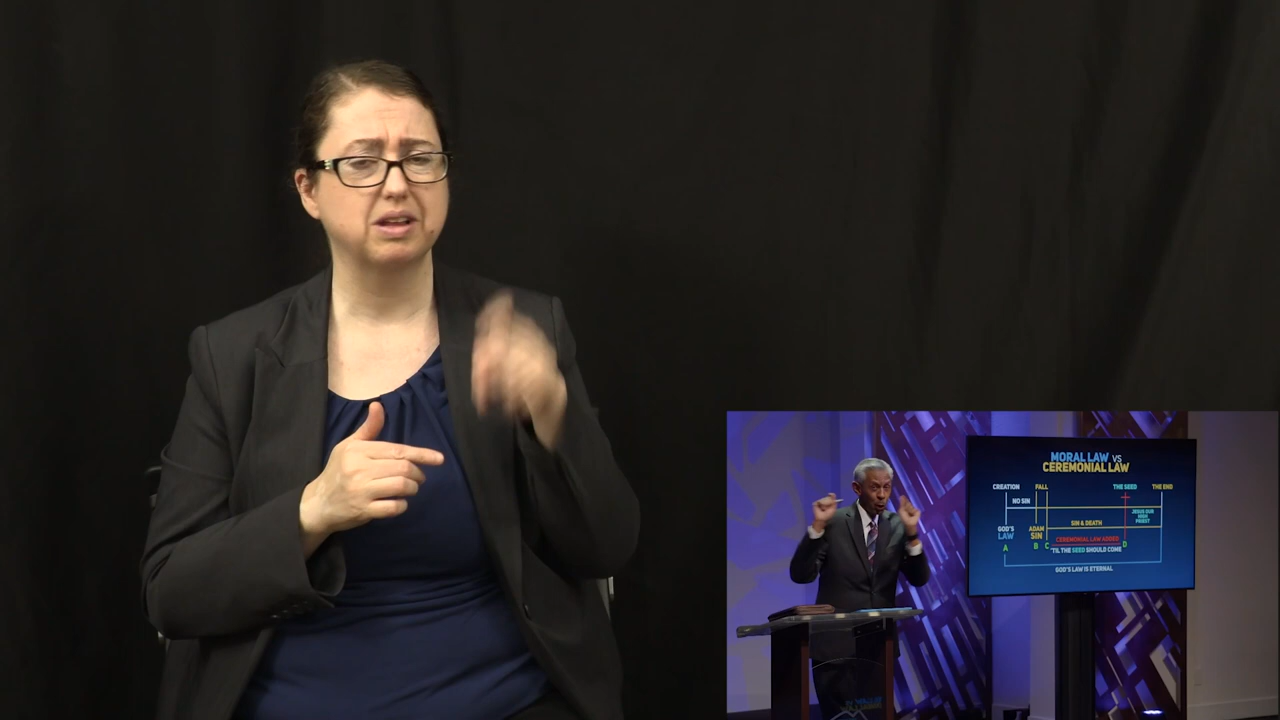 MORAL LAW VS
CEREMONIAL LAW
CREATION FALL THE SEED THE END
NO SIN
JESUS OUR
HIGH
PRIEST
GOD'S
LAW
ADAM
SIN
SIN & DEATH
CEREMONIAL LAW ADDED
A B C 'TIL THE SEED SHOULD COME D
GOD'S LAW IS ETERNAL